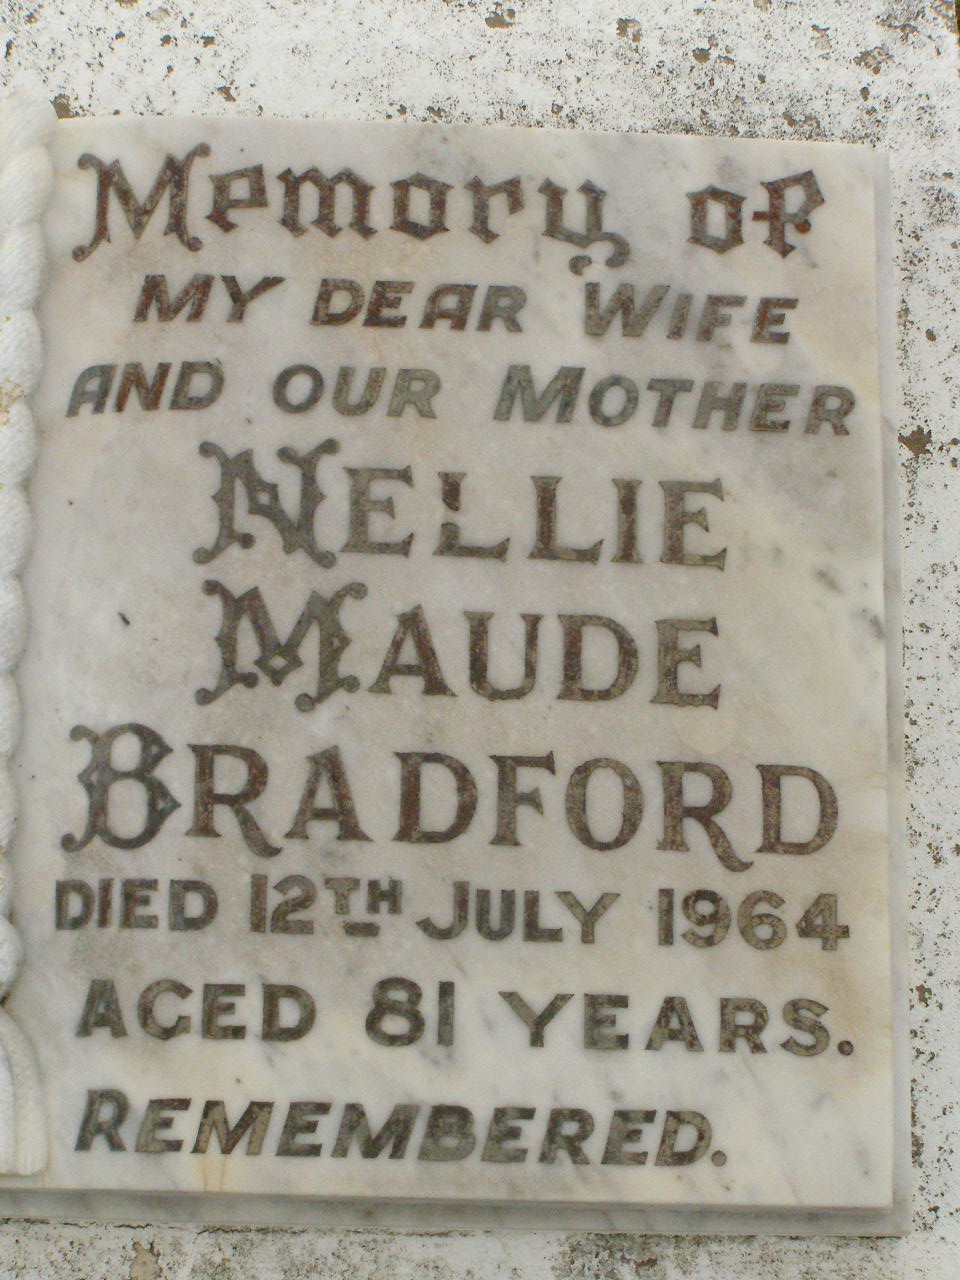 Memory of
MY DEAR WIFE
AND OUR MOTHER
NELLIE
MAUDE
BRADFORD
DIED 12TH JULY 1964
AGED 81 YEARS.
REMEMBERED.